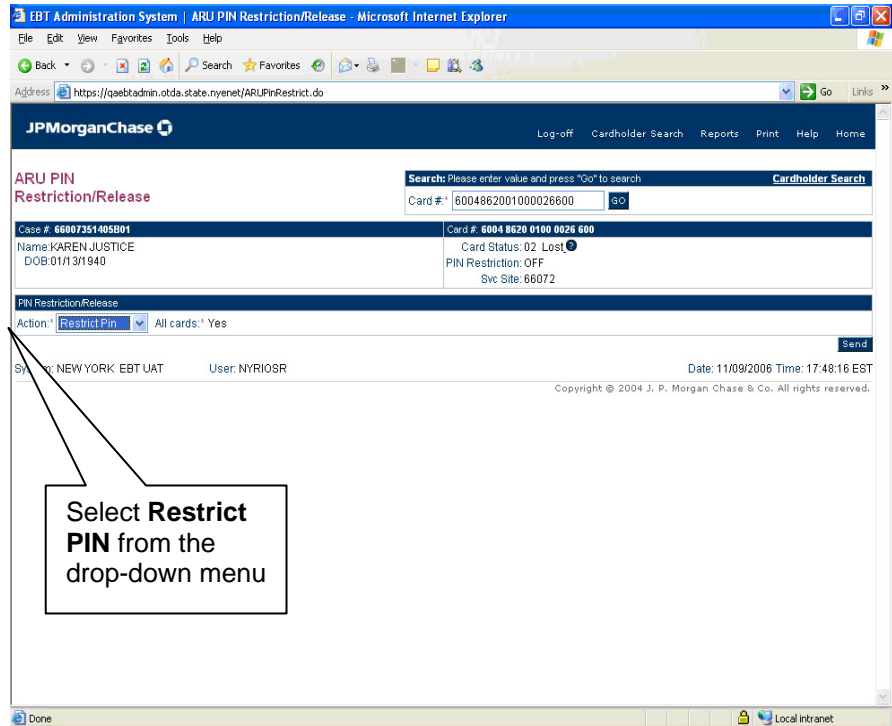 EBT Administration System | ARU PIN Restriction/Release - Microsoft Internet Explorer
File Edit View Favorites Tools Help
Back Search Favorites
Address https://qaebtadmin.otda.state.nyenet/ARUPinRestrict.do Go Links »
JPMorganChase Log-off Cardholder Search Reports Print Help Home
ARU PIN
Restriction/Release
Search: Please enter value and press "Go" to search Cardholder Search
Card #:* 6004862001000026600 GO
Case #: 66007351405B01 Card #: 6004 8620 0100 0026 600
Name:KAREN JUSTICE Card Status: 02 Lost ?
DOB:01/13/1940 PIN Restriction: OFF
Svc Site: 66072
PIN Restriction/Release
Action:* Restrict Pin All cards:* Yes
Send
System: NEW YORK EBT UAT User: NYRIOSR Date: 11/09/2006 Time: 17:48:16 EST
Copyright © 2004 J. P. Morgan Chase & Co. All rights reserved.
Select Restrict
PIN from the
drop-down menu
Done Local intranet